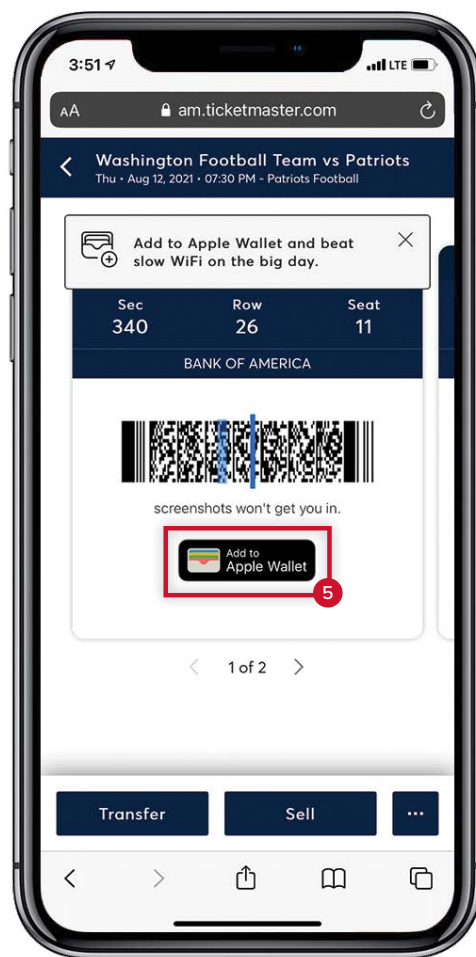 3:51
LTE
AA
am.ticketmaster.com
Washington Football Team vs Patriots
Thu • Aug 12, 2021 • 07:30 PM - Patriots Football
Add to Apple Wallet and beat
slow WiFi on the big day.
Sec Row Seat
340 26 11
BANK OF AMERICA
screenshots won't get you in.
Add to
Apple Wallet
5
1 of 2
Transfer Sell ...